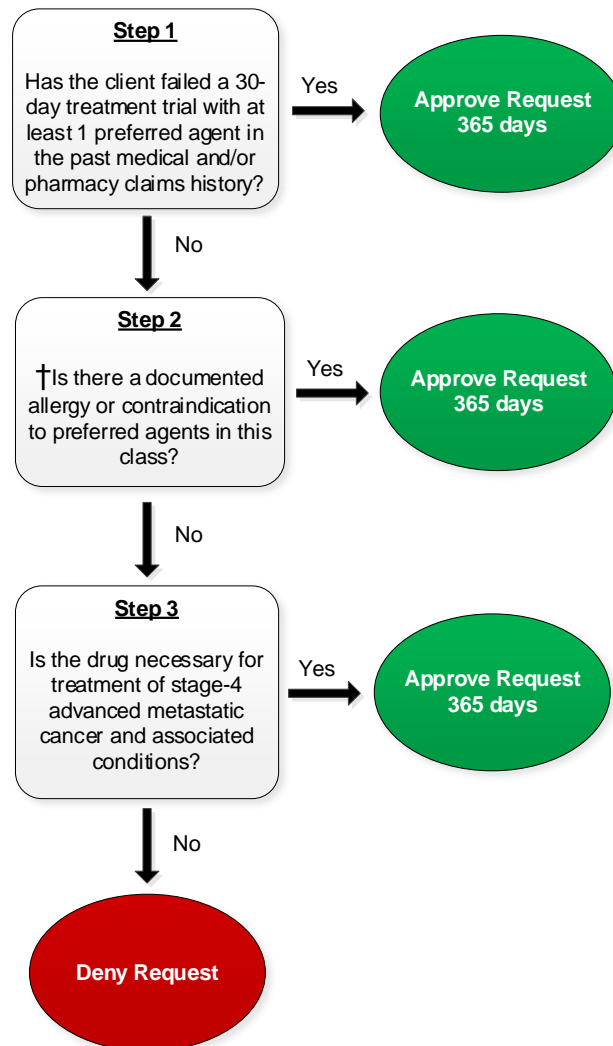 Step 1
Has the client failed a 30-
day treatment trial with at
least 1 preferred agent in
the past medical and/or
pharmacy claims history?
Yes
Approve Request
365 days
No
Step 2
†Is there a documented
allergy or contraindication
to preferred agents in this
class?
Yes
Approve Request
365 days
No
Step 3
Is the drug necessary for
treatment of stage-4
advanced metastatic
cancer and associated
conditions?
Yes
Approve Request
365 days
No
Deny Request